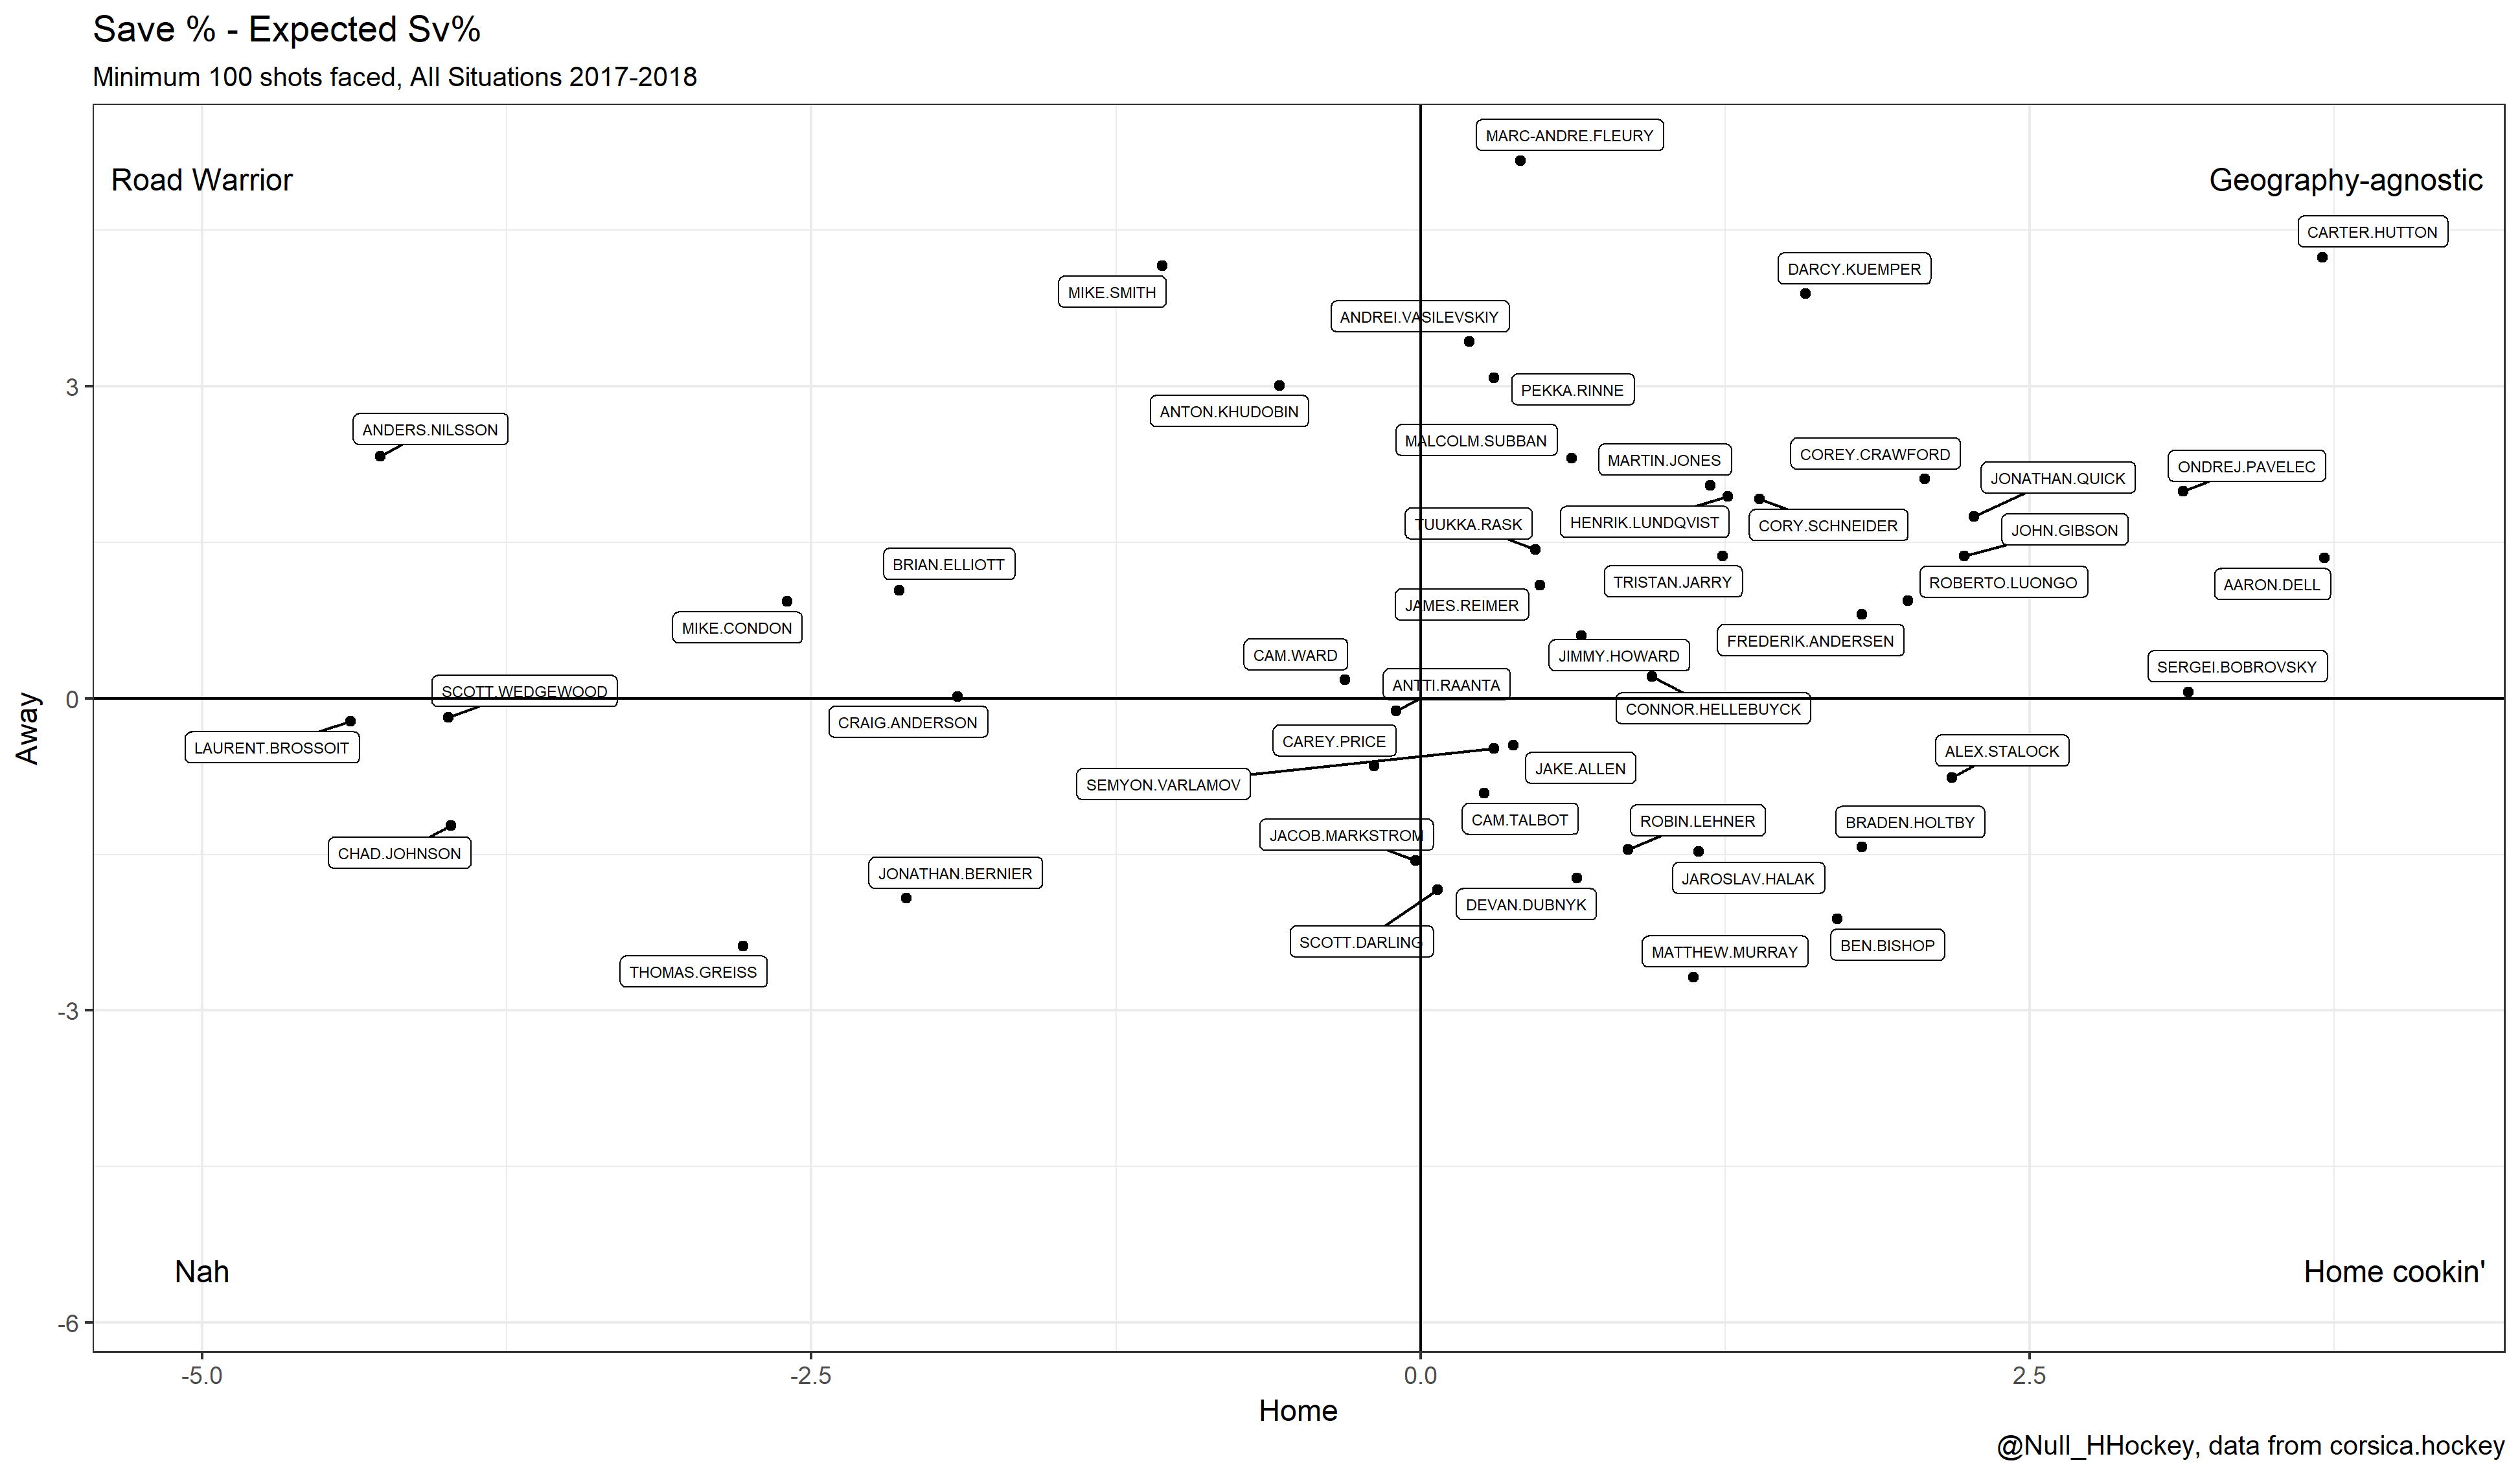 Save % - Expected Sv%
Minimum 100 shots faced, All Situations 2017-2018
MARC-ANDRE.FLEURY
Road Warrior
Geography-agnostic
CARTER.HUTTON
DARCY.KUEMPER
MIKE.SMITH
ANDREI.VASILEVSKIY
3
PEKKA.RINNE
ANTON.KHUDOBIN
ANDERS.NILSSON
MALCOLM.SUBBAN
COREY.CRAWFORD
MARTIN.JONES
ONDREJ.PAVELEC
JONATHAN.QUICK
HENRIK.LUNDQVIST
TUUKKA.RASK
CORY.SCHNEIDER
JOHN.GIBSON
BRIAN.ELLIOTT
TRISTAN.JARRY
ROBERTO.LUONGO
AARON.DELL
JAMES.REIMER
MIKE.CONDON
FREDERIK.ANDERSEN
CAM.WARD
JIMMY.HOWARD
SERGEI.BOBROVSKY
ANTTI.RAANTA
SCOTT.WEDGEWOOD
0
CONNOR.HELLEBUYCK
CRAIG.ANDERSON
Away
CAREY.PRICE
LAURENT.BROSSOIT
ALEX.STALOCK
JAKE.ALLEN
SEMYON.VARLAMOV
CAM.TALBOT
ROBIN.LEHNER
BRADEN.HOLTBY
JACOB.MARKSTROM
CHAD.JOHNSON
JONATHAN.BERNIER
JAROSLAV.HALAK
DEVAN.DUBNYK
SCOTT.DARLING
BEN.BISHOP
MATTHEW.MURRAY
THOMAS.GREISS
-3
Nah
Home cookin'
-6
-5.0
-2.5
0.0
2.5
Home
@Null_HHockey, data from corsica.hockey